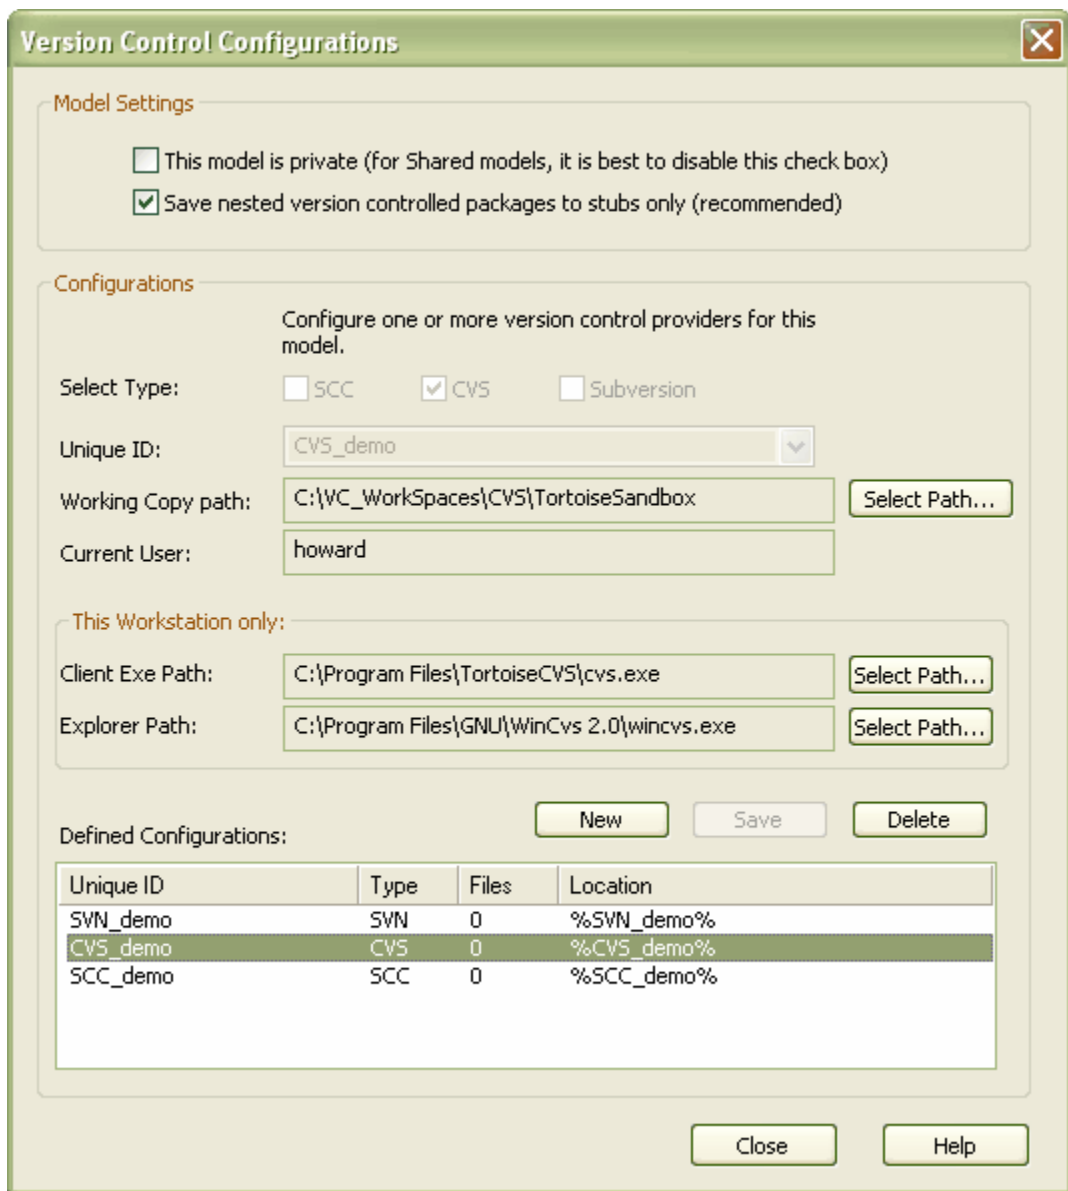 Version Control Configurations
Model Settings
This model is private (for Shared models, it is best to disable this check box)
Save nested version controlled packages to stubs only (recommended)
Configurations
Configure one or more version control providers for this
model.
Select Type: SCC CVS Subversion
Unique ID: CVS_demo
Working Copy path: C:\VC_WorkSpaces\CVS\TortoiseSandbox Select Path...
Current User: howard
This Workstation only:
Client Exe Path: C:\Program Files\TortoiseCVS\cvs.exe Select Path...
Explorer Path: C:\Program Files\GNU\WinCvs 2.0\wincvs.exe Select Path...
New Save Delete
Defined Configurations:
Unique ID Type Files Location
SVN_demo SVN 0 %SVN_demo%
CVS_demo CVS 0 %CVS_demo%
SCC_demo SCC 0 %SCC_demo%
Close Help